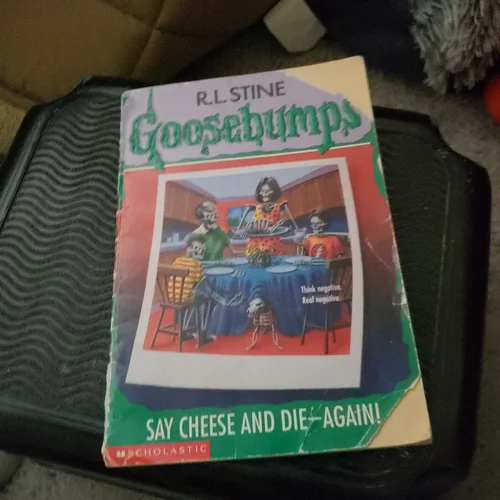 R.L. STINE
Goosebumps
Think negative.
Real negative.
SAY CHEESE AND DIE—AGAIN!
SCHOLASTIC